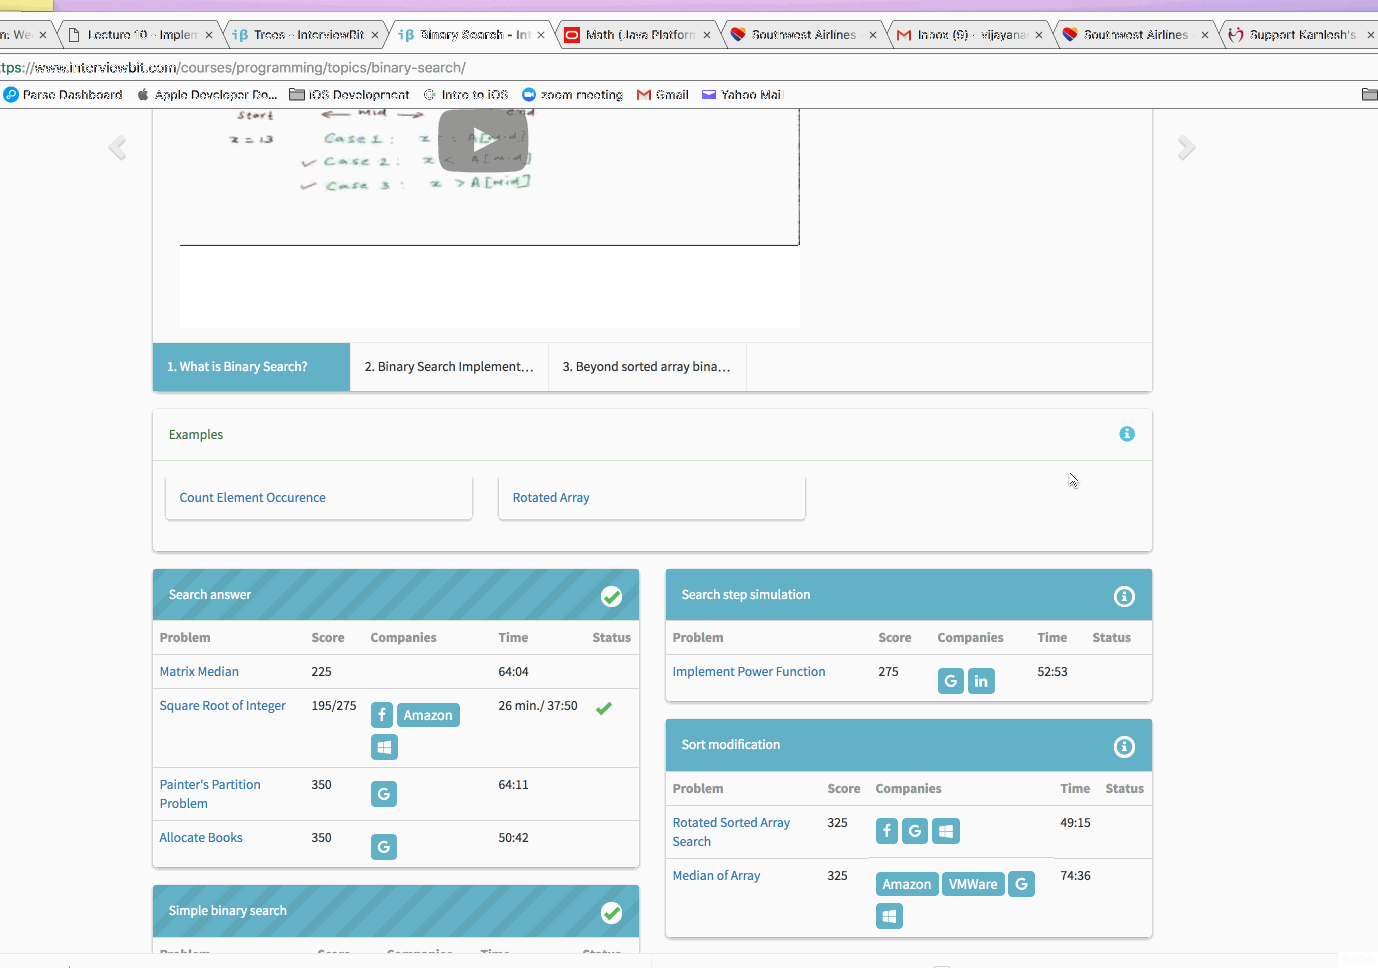 n: We
Lecture 10 - Implem
Trees - InterviewBit
Binary Search - Int
Math (Java Platform
Southwest Airlines
Inbox (9) - vijayanar
Southwest Airlines
Support Kamlesh's
tps://www.interviewbit.com/courses/programming/topics/binary-search/
Parse Dashboard
Apple Developer Do...
iOS Development
Intro to iOS
zoom meeting
Gmail
Yahoo Mail
start mid end
x = 13 Case 1: x = A[mid]
Case 2: x < A[mid]
Case 3: x > A[mid]
1. What is Binary Search?
2. Binary Search Implement...
3. Beyond sorted array bina...
Examples
Count Element Occurence
Rotated Array
Search answer
Problem Score Companies Time Status
Matrix Median 225 64:04
Square Root of Integer 195/275 Amazon 26 min./ 37:50
Painter's Partition 350 G 64:11
Problem
Allocate Books 350 G 50:42
Simple binary search
Problem Score Companies Time Status
Search step simulation
Problem Score Companies Time Status
Implement Power Function 275 G in 52:53
Sort modification
Problem Score Companies Time Status
Rotated Sorted Array 325 f G 49:15
Search
Median of Array 325 Amazon VMWare G 74:36